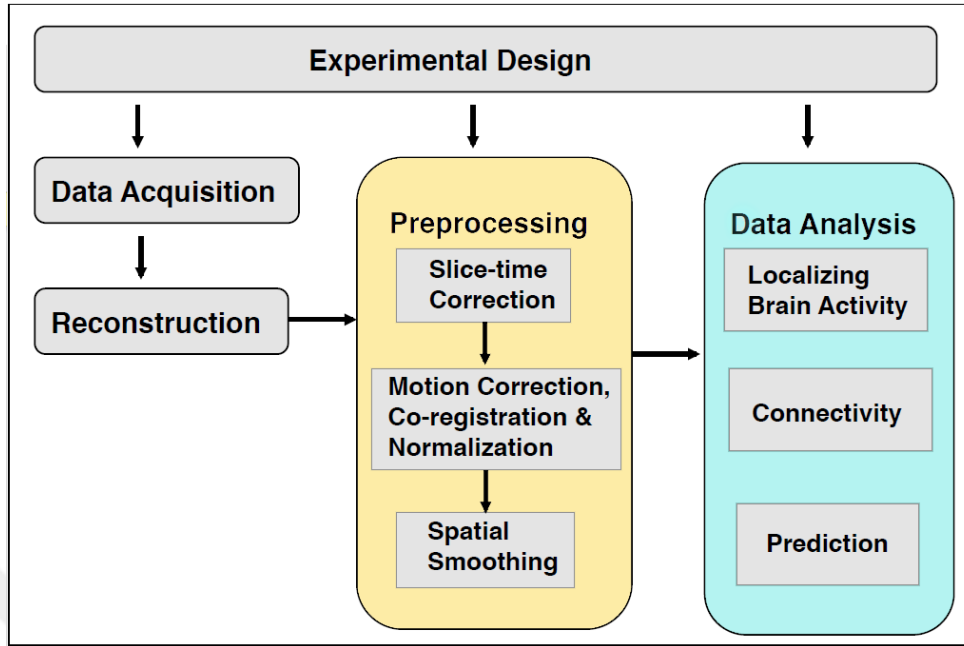 Experimental Design
Data Acquisition
Reconstruction
Preprocessing
Slice-time
Correction
Motion Correction,
Co-registration &
Normalization
Spatial
Smoothing
Data Analysis
Localizing
Brain Activity
Connectivity
Prediction